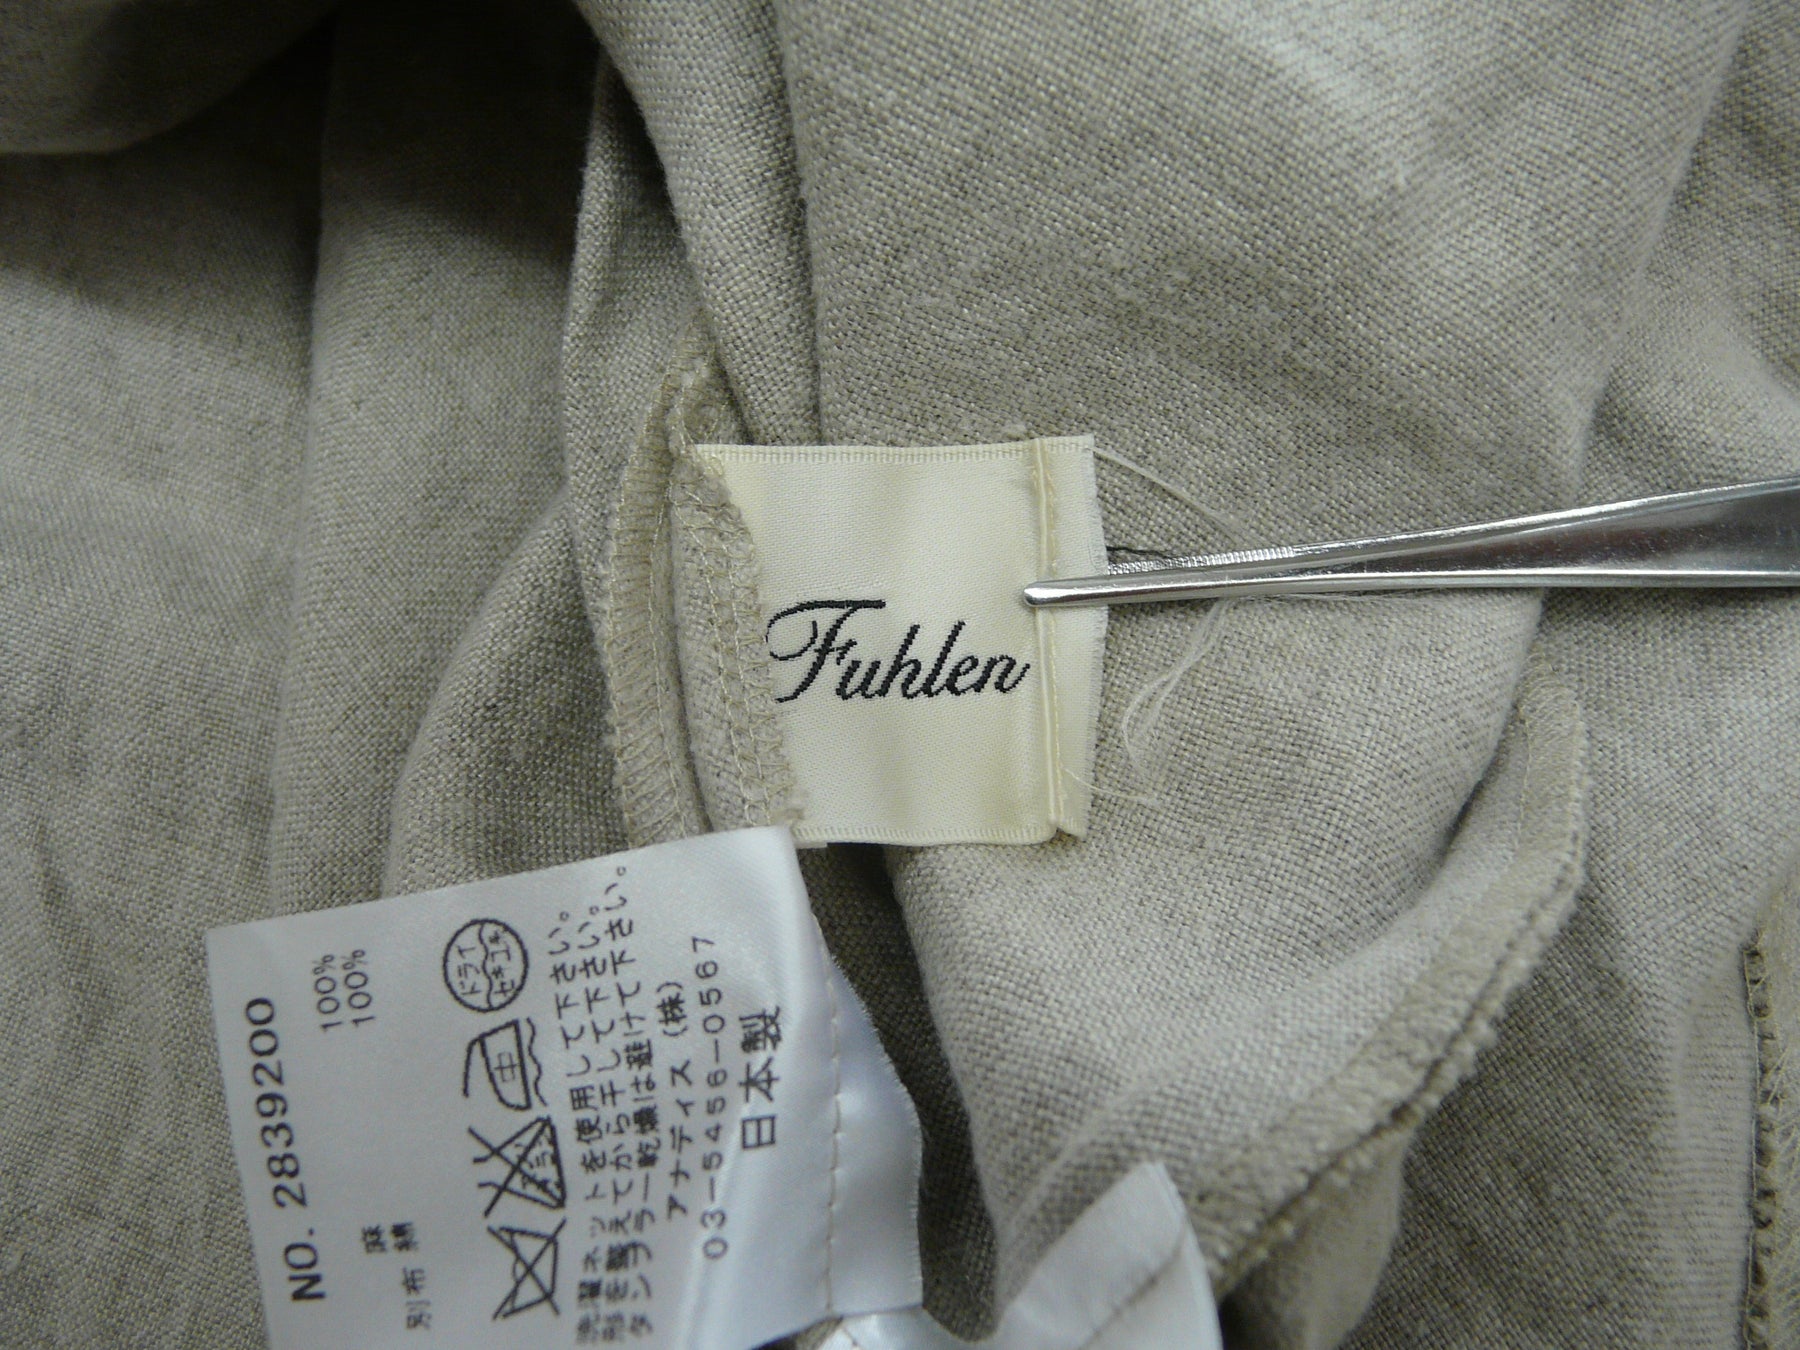 Fuhlen
NO. 2839200
麻 100%
別布 綿 100%
ドライ
セキユ系
中
洗濯ネットを使用して下さい。
形を整えてから干して下さい。
タンブラー乾燥は避けて下さい。
アナディス(株)
03-5456-0567
日本製